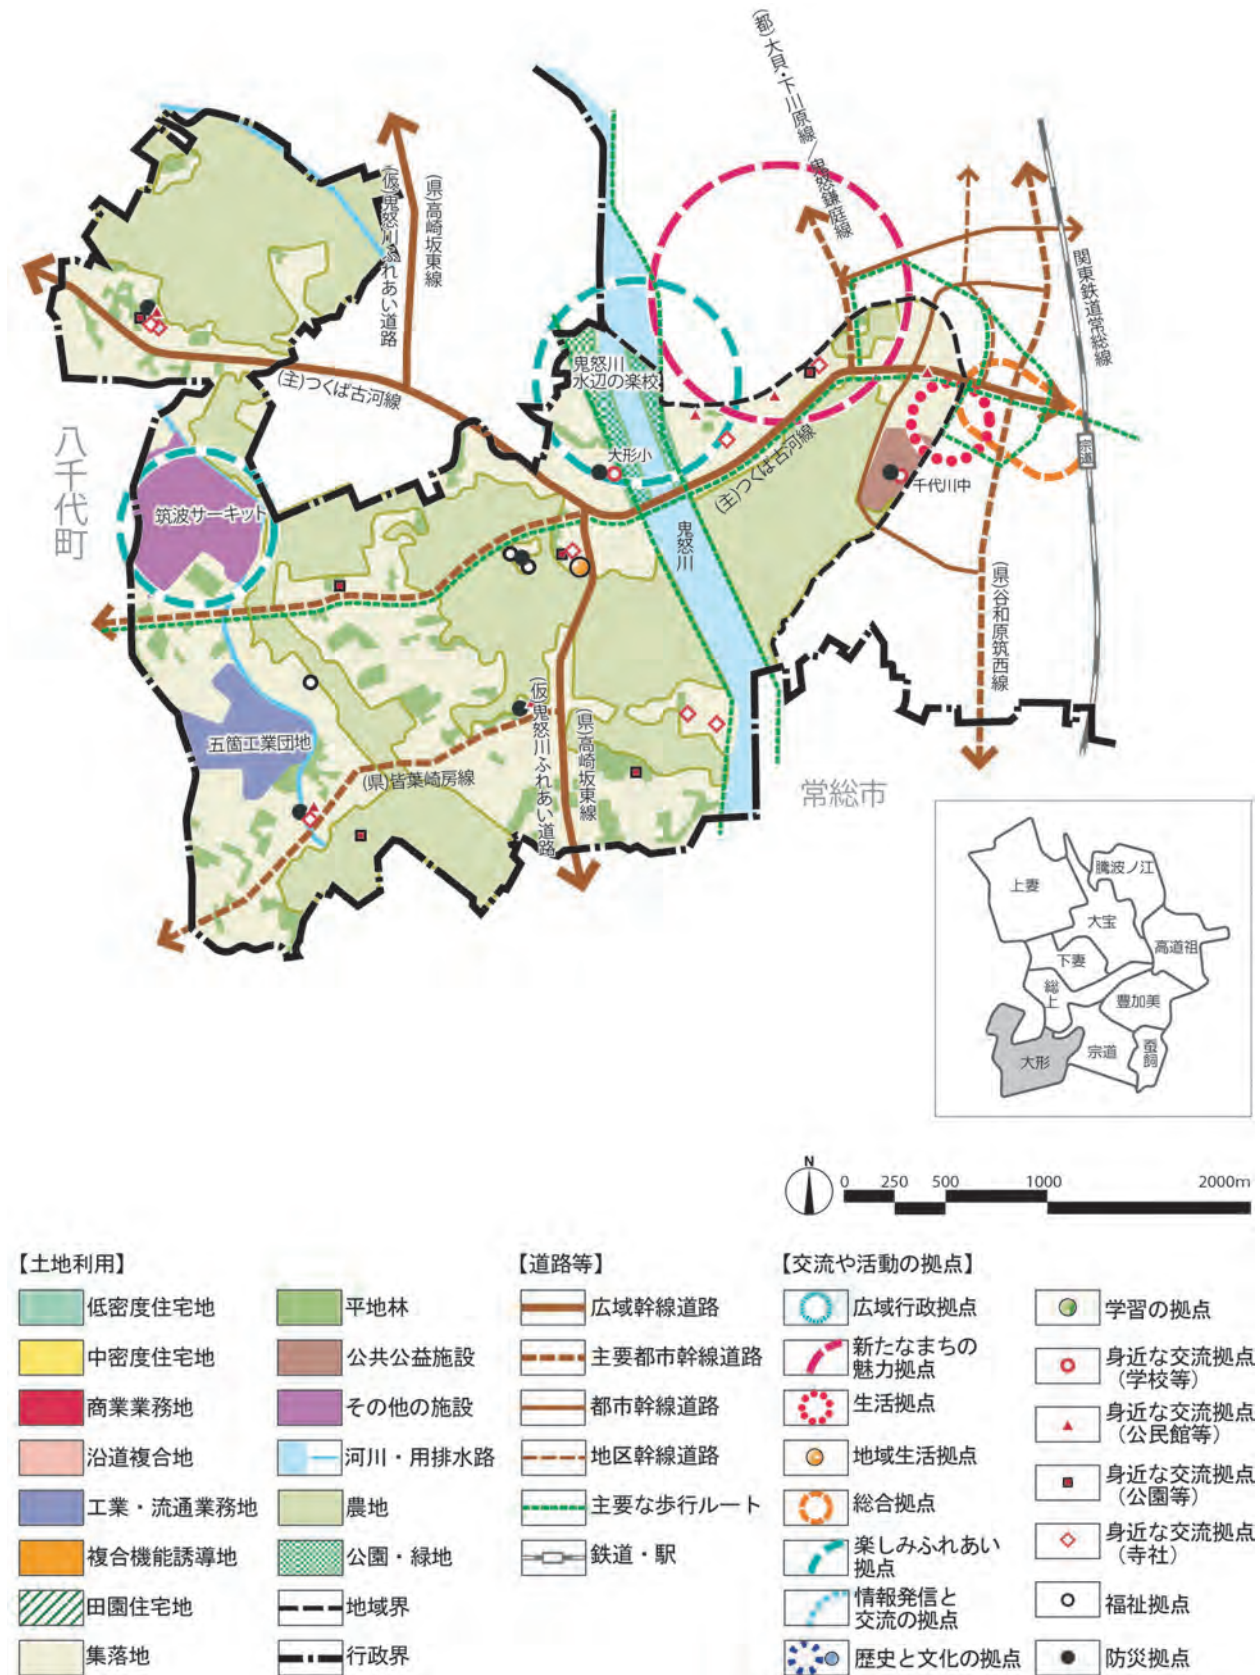 (都)大貝・下川原線/鬼怒鎌庭線
(県)高崎坂東線
(仮)鬼怒川ふれあい道路
関東鉄道常総線
鬼怒川
水辺の楽校
(主)つくば古河線
大形小
(主)つくば古河線
宗道
八千代町
筑波サーキット
千代川中
鬼怒川
(県)谷和原筑西線
五箇工業団地
(県)皆葉崎房線
(仮)鬼怒川ふれあい道路
(県)高崎坂東線
常総市
上妻
騰波ノ江
大宝
高道祖
下妻
総上
豊加美
大形
宗道
蚕飼
N
0 250 500 1000 2000m
【土地利用】
低密度住宅地
中密度住宅地
商業業務地
沿道複合地
工業・流通業務地
複合機能誘導地
田園住宅地
集落地
平地林
公共公益施設
その他の施設
河川・用排水路
農地
公園・緑地
地域界
行政界
【道路等】
広域幹線道路
主要都市幹線道路
都市幹線道路
地区幹線道路
主要な歩行ルート
鉄道・駅
【交流や活動の拠点】
広域行政拠点
新たなまちの
魅力拠点
生活拠点
地域生活拠点
総合拠点
楽しみふれあい
拠点
情報発信と
交流の拠点
歴史と文化の拠点
学習の拠点
身近な交流拠点
(学校等)
身近な交流拠点
(公民館等)
身近な交流拠点
(公園等)
身近な交流拠点
(寺社)
福祉拠点
防災拠点